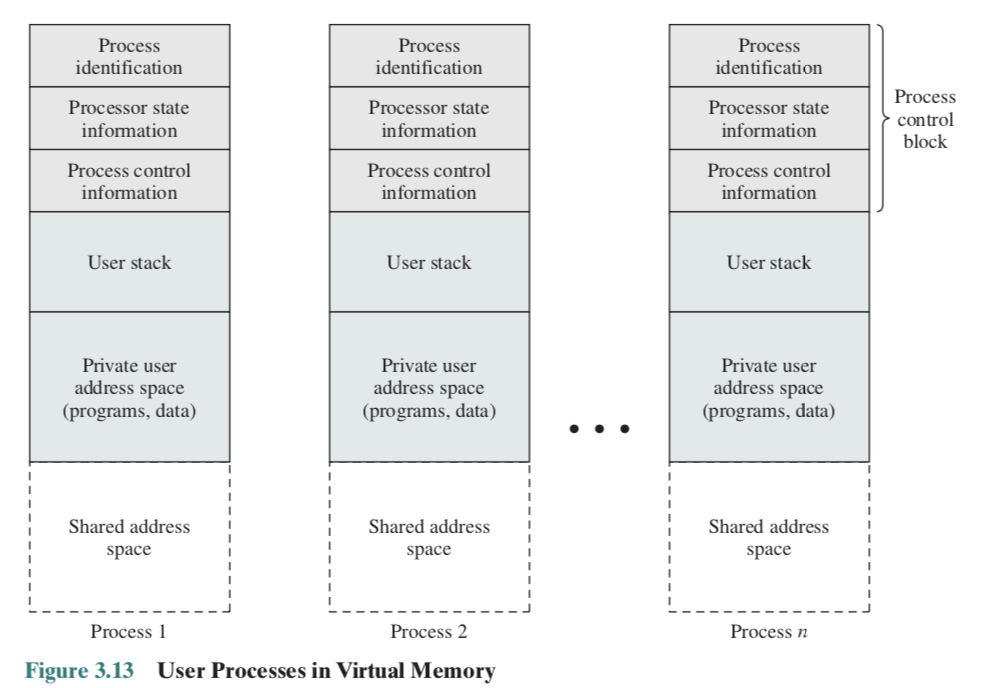 Process
identification
Processor state
information
Process control
information
User stack
Private user
address space
(programs, data)
Shared address
space
Process 1
Process
identification
Processor state
information
Process control
information
User stack
Private user
address space
(programs, data)
Shared address
space
Process 2
Process
identification
Processor state
information
Process control
information
User stack
Private user
address space
(programs, data)
Shared address
space
Process n
Process
control
block
Figure 3.13 User Processes in Virtual Memory